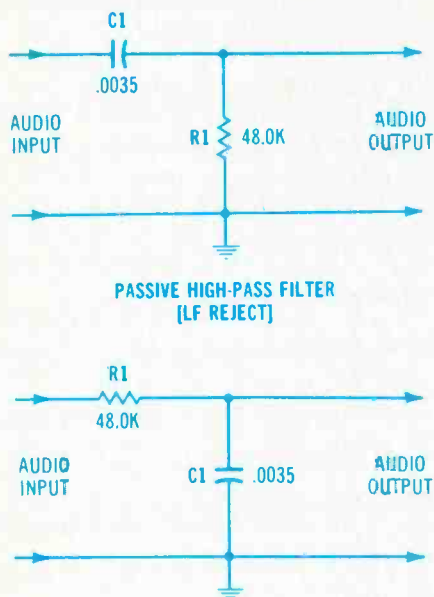 C1
.0035
AUDIO
INPUT
R1 48.0K
AUDIO
OUTPUT
PASSIVE HIGH-PASS FILTER
[LF REJECT]
R1
48.0K
AUDIO
INPUT
C1 .0035
AUDIO
OUTPUT